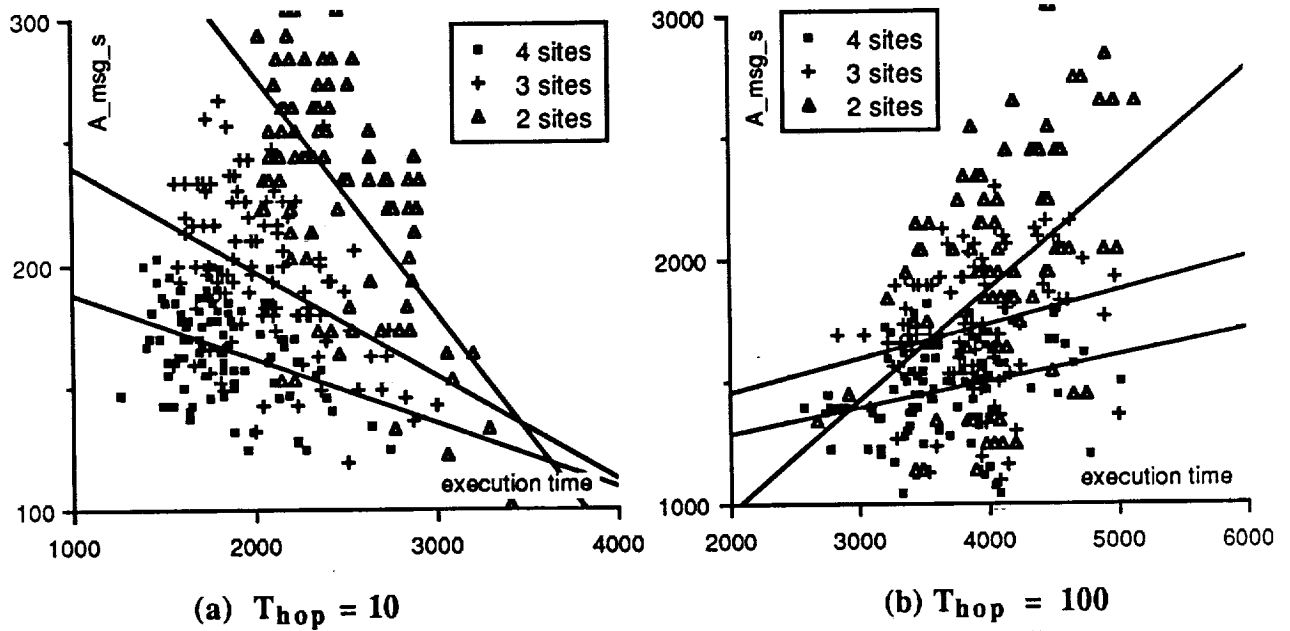 300
200
100
A_msg_s
4 sites
3 sites
2 sites
execution time
1000
2000
3000
4000
(a) Thop = 10
3000
2000
1000
A_msg_s
4 sites
3 sites
2 sites
execution time
2000
3000
4000
5000
6000
(b) Thop = 100